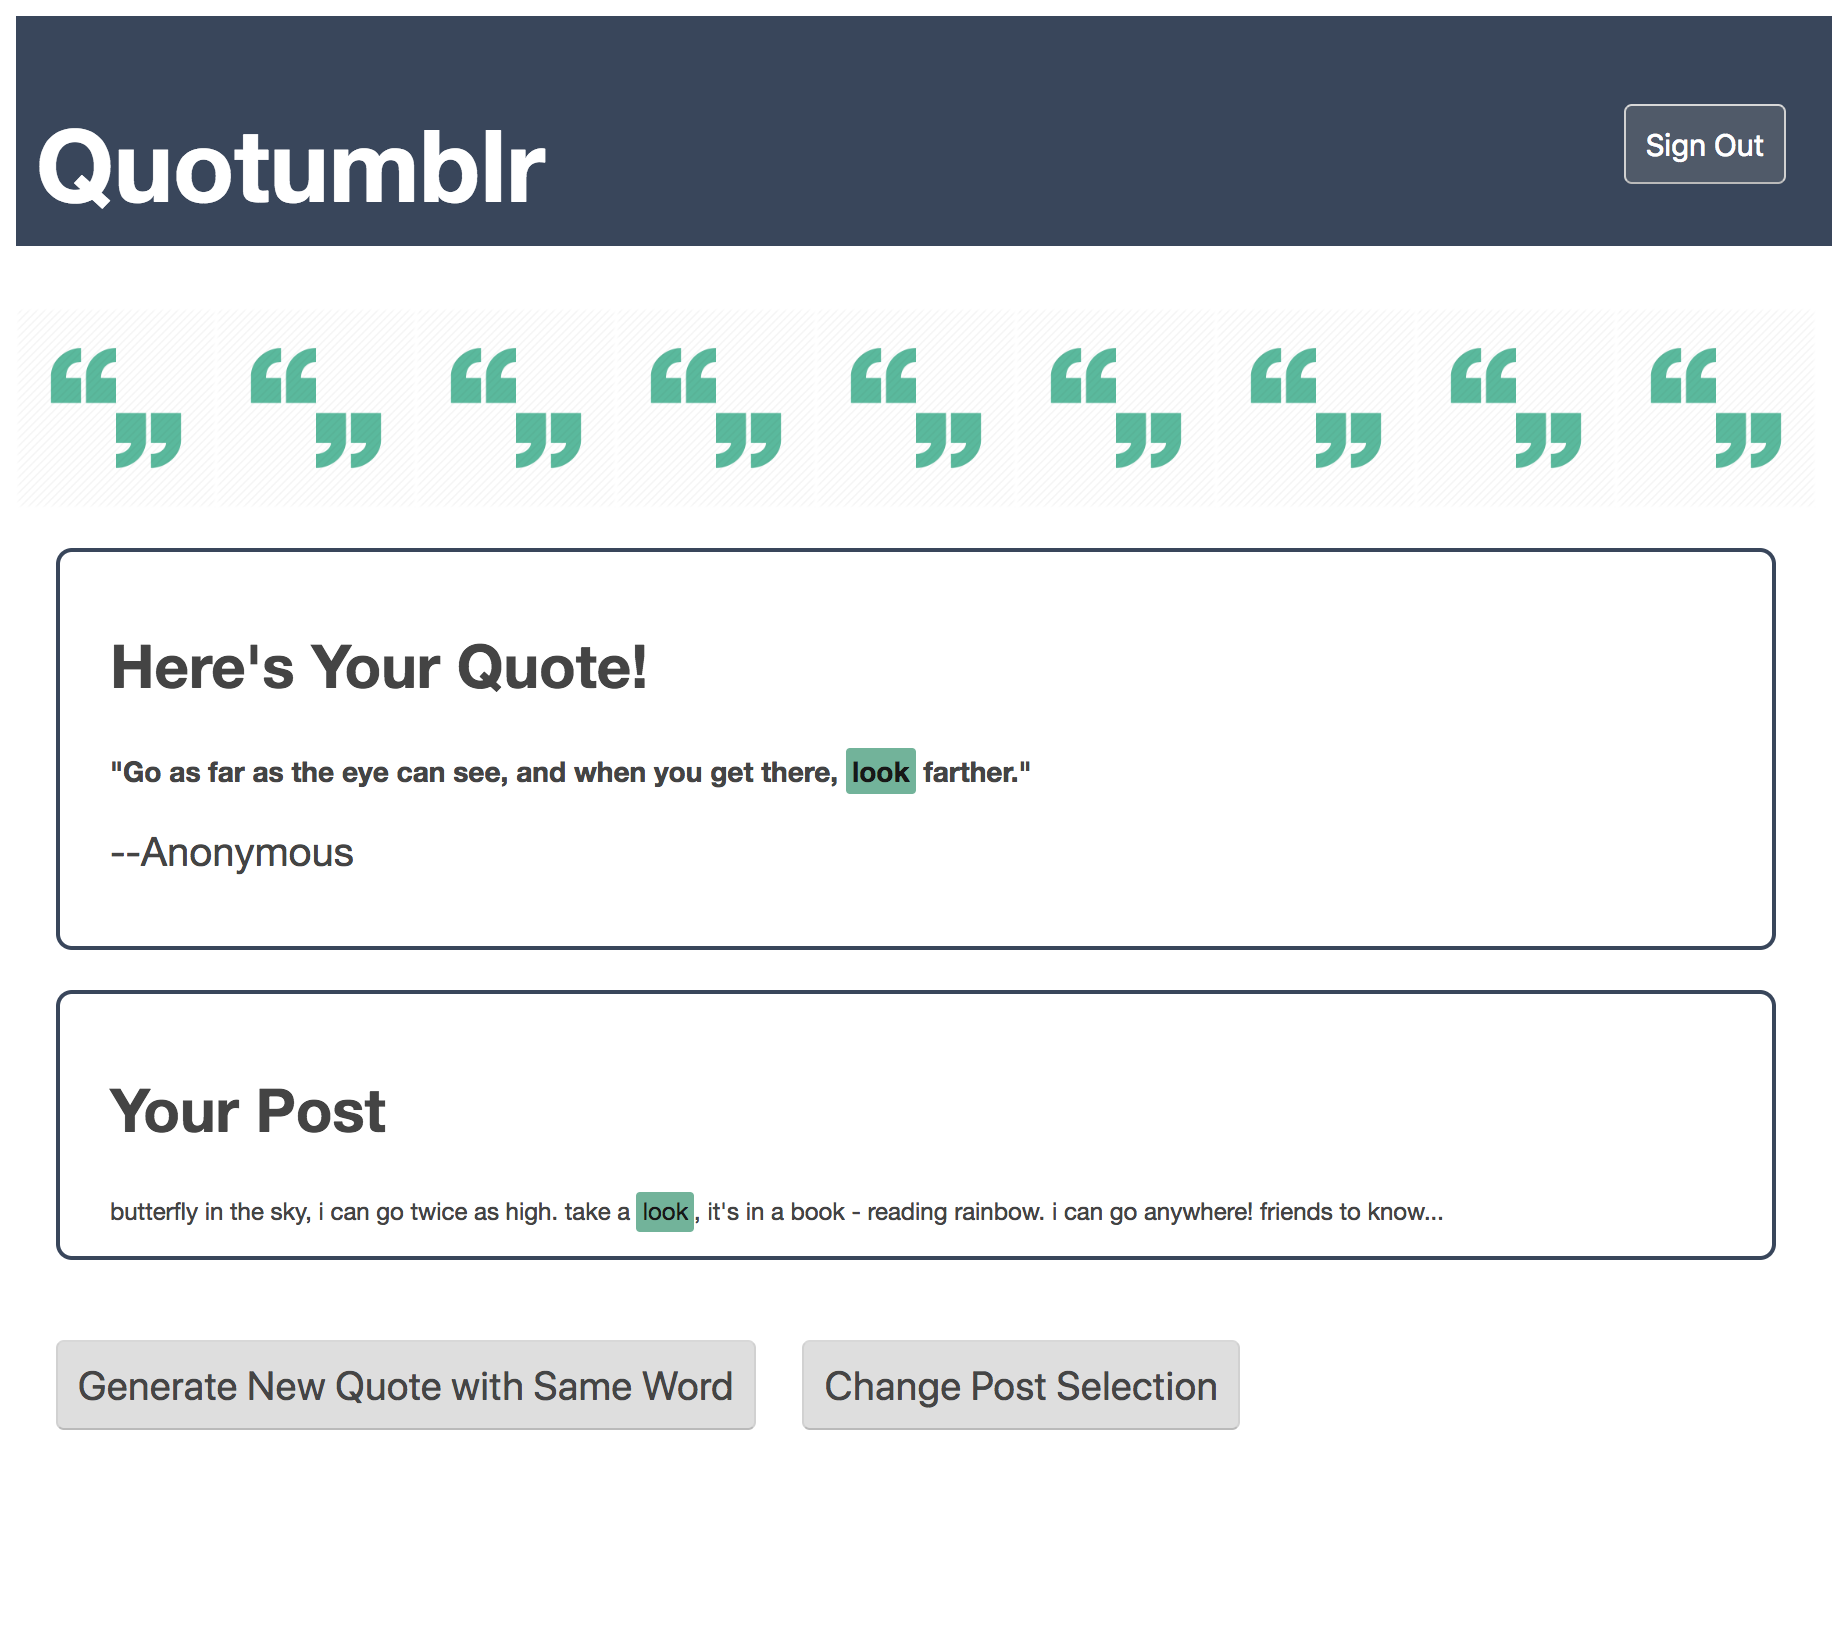 Quotumblr
Sign Out
Here's Your Quote!
"Go as far as the eye can see, and when you get there, look farther."
--Anonymous
Your Post
butterfly in the sky, i can go twice as high. take a look, it's in a book - reading rainbow. i can go anywhere! friends to know...
Generate New Quote with Same Word
Change Post Selection